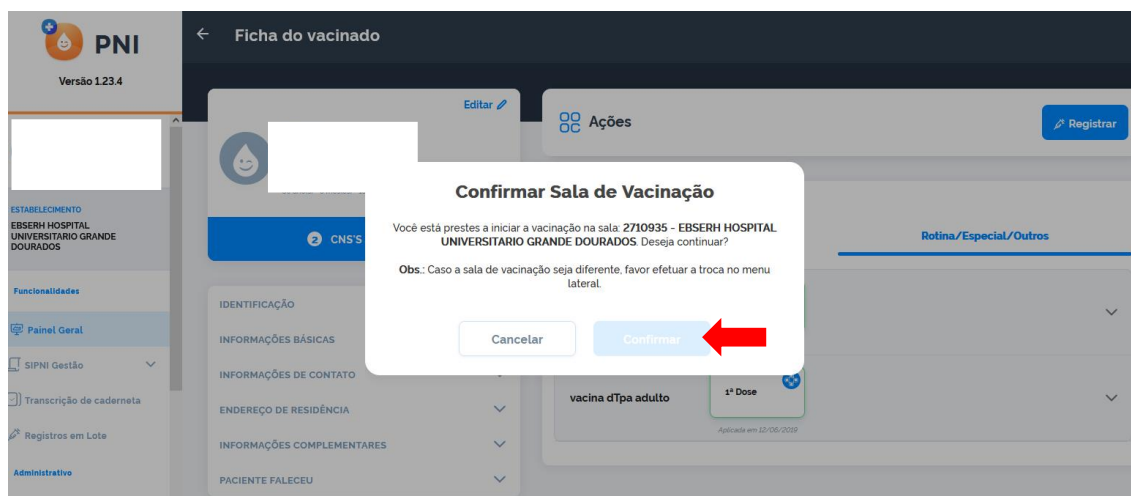 PNI
Versão 1.23.4
ESTABELECIMENTO
EBSERH HOSPITAL
UNIVERSITARIO GRANDE
DOURADOS
Funcionalidades
Painel Geral
SIPNI Gestão
Transcrição de caderneta
Registros em Lote
Administrativo
← Ficha do vacinado
Editar
2 CNS'S
IDENTIFICAÇÃO
INFORMAÇÕES BÁSICAS
INFORMAÇÕES DE CONTATO
ENDEREÇO DE RESIDÊNCIA
INFORMAÇÕES COMPLEMENTARES
PACIENTE FALECEU
Ações
Registrar
Rotina/Especial/Outros
Confirmar Sala de Vacinação
Você está prestes a iniciar a vacinação na sala: 2710935 - EBSERH HOSPITAL
UNIVERSITARIO GRANDE DOURADOS. Deseja continuar?
Obs.: Caso a sala de vacinação seja diferente, favor efetuar a troca no menu
lateral.
Cancelar
Confirmar
vacina dTpa adulto
1ª Dose
Aplicada em 12/06/2019